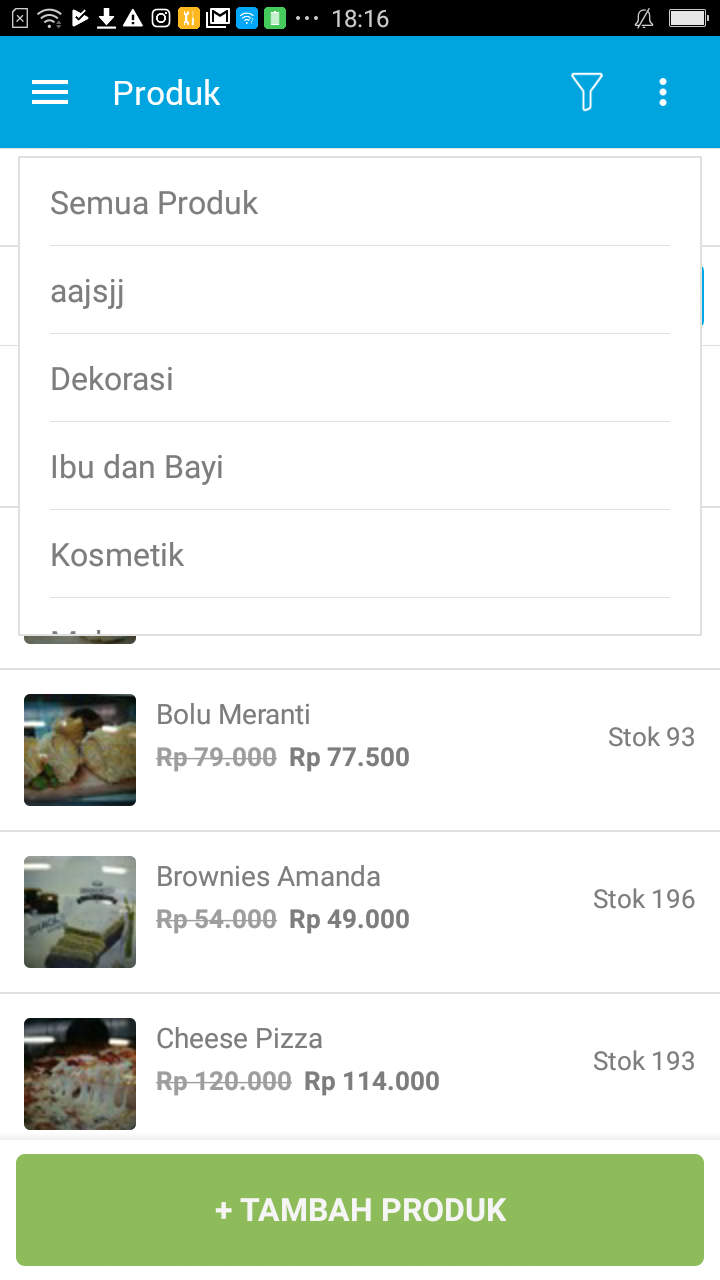 18:16
Produk
Semua Produk
aajsjj
Dekorasi
Ibu dan Bayi
Kosmetik
Bolu Meranti
Rp 79.000 Rp 77.500
Stok 93
Brownies Amanda
Rp 54.000 Rp 49.000
Stok 196
Cheese Pizza
Rp 120.000 Rp 114.000
Stok 193
+ TAMBAH PRODUK